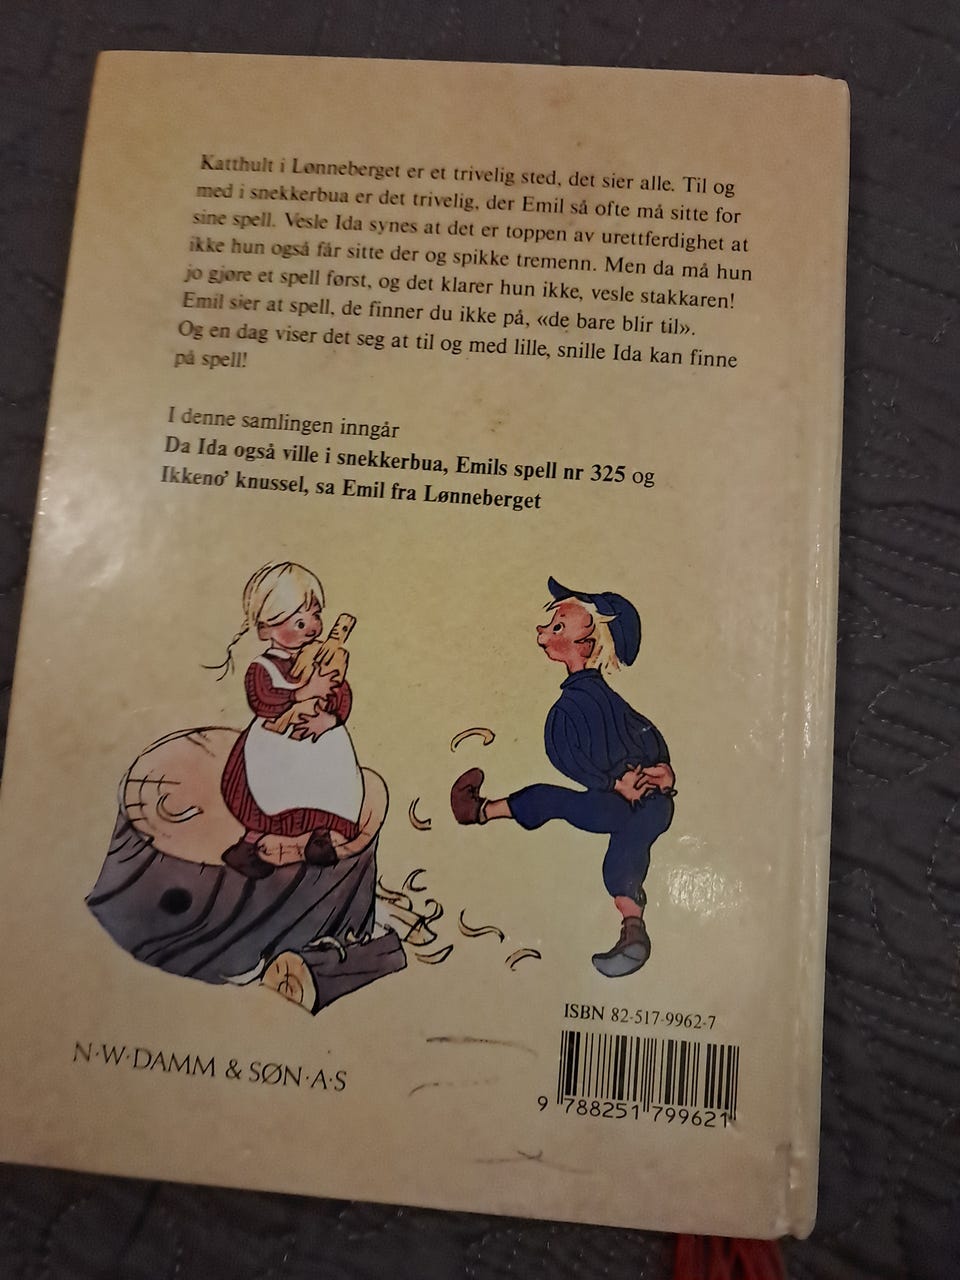 Katthult i Lønneberget er et trivelig sted, det sier alle. Til og
med i snekkerbua er det trivelig, der Emil så ofte må sitte for
sine spell. Vesle Ida synes at det er toppen av urettferdighet at
ikke hun også får sitte der og spikke tremenn. Men da må hun
jo gjøre et spell først, og det klarer hun ikke, vesle stakkaren!
Emil sier at spell, de finner du ikke på, «de bare blir til».
Og en dag viser det seg at til og med lille, snille Ida kan finne
på spell!
I denne samlingen inngår
Da Ida også ville i snekkerbua, Emils spell nr 325 og
Ikkeno' knussel, sa Emil fra Lønneberget
ISBN 82-517-9962-7
N·W·DAMM & SØN·A·S
9 788251 799621